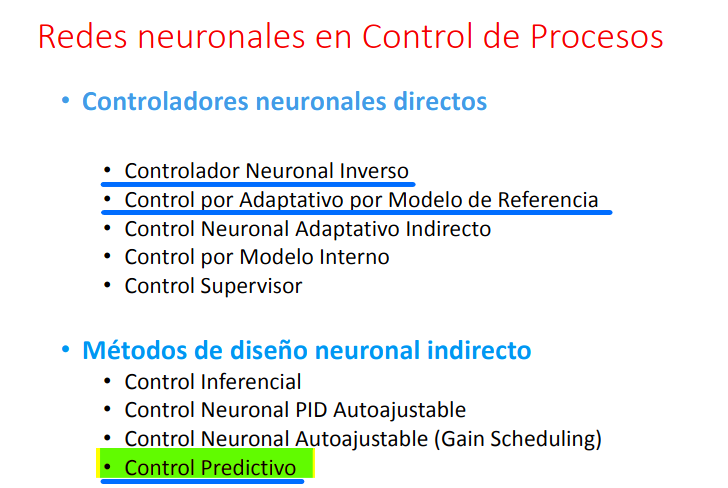 Redes neuronales en Control de Procesos
• Controladores neuronales directos
• Controlador Neuronal Inverso
• Control por Adaptativo por Modelo de Referencia
• Control Neuronal Adaptativo Indirecto
• Control por Modelo Interno
• Control Supervisor
• Métodos de diseño neuronal indirecto
• Control Inferencial
• Control Neuronal PID Autoajustable
• Control Neuronal Autoajustable (Gain Scheduling)
• Control Predictivo